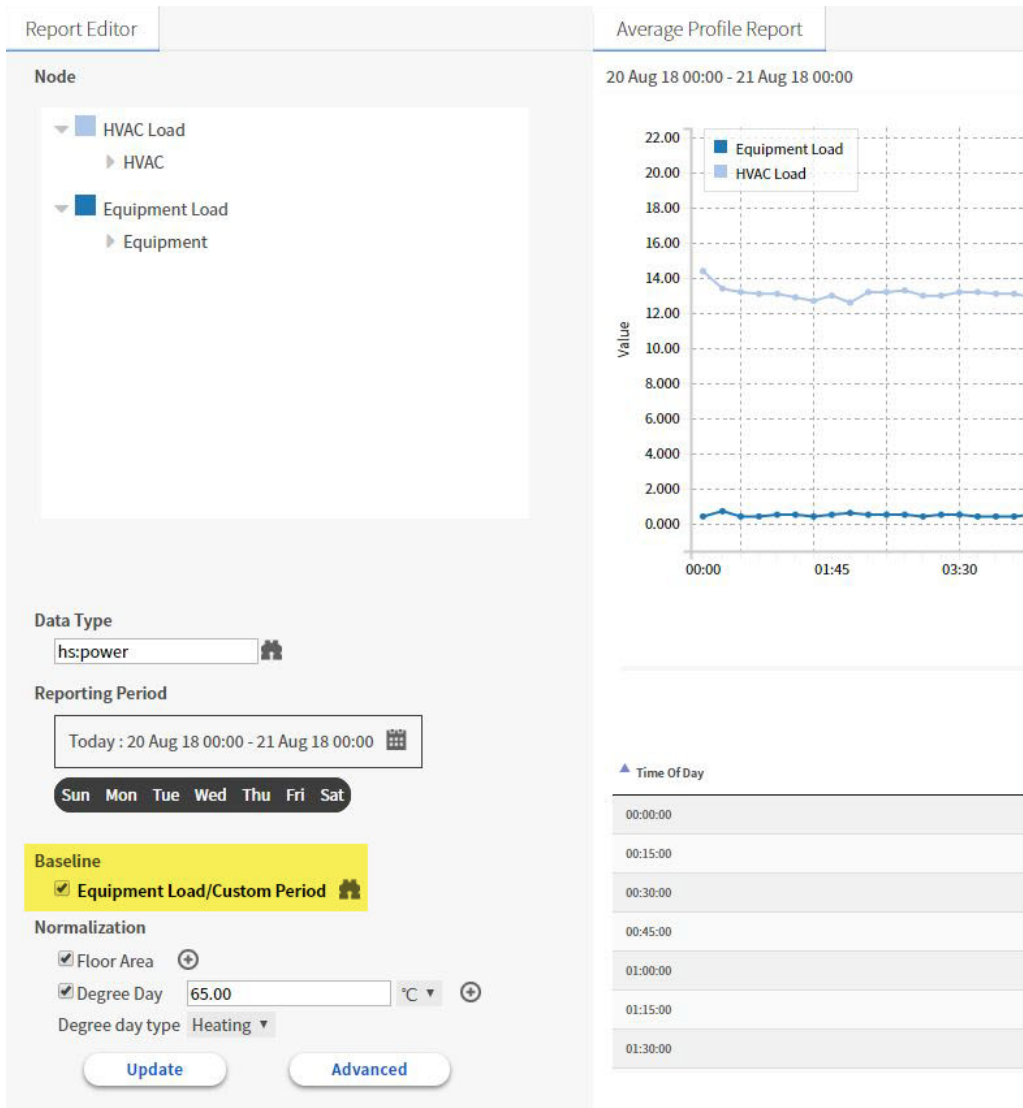 Report Editor
Node
HVAC Load
HVAC
Equipment Load
Equipment
Data Type
hs:power
Reporting Period
Today : 20 Aug 18 00:00 - 21 Aug 18 00:00
Sun Mon Tue Wed Thu Fri Sat
Baseline
Equipment Load/Custom Period
Normalization
Floor Area
Degree Day 65.00 °C
Degree day type Heating
Update Advanced
Average Profile Report
20 Aug 18 00:00 - 21 Aug 18 00:00
Equipment Load
HVAC Load
Value
22.00
20.00
18.00
16.00
14.00
12.00
10.00
8.000
6.000
4.000
2.000
0.000
00:00 01:45 03:30
Time Of Day
00:00:00
00:15:00
00:30:00
00:45:00
01:00:00
01:15:00
01:30:00